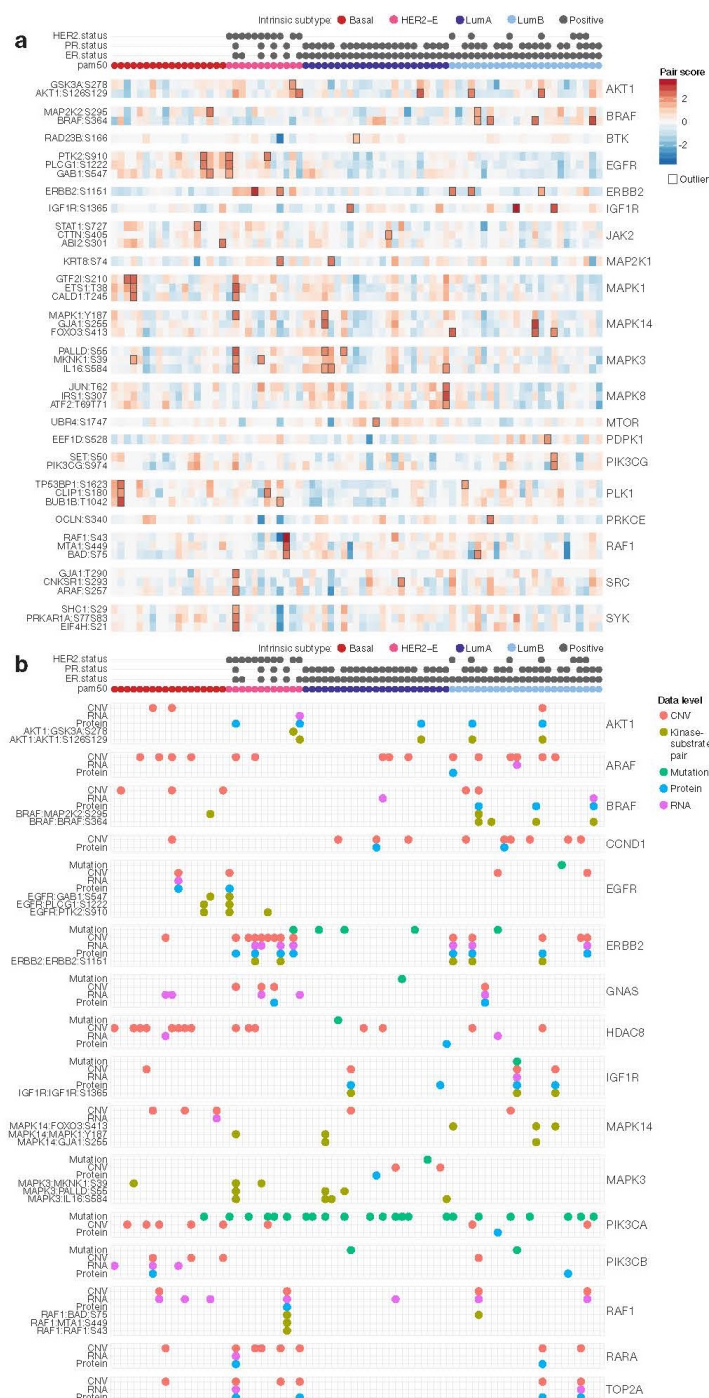 Intrinsic subtype: Basal HER2-E LumA LumB Positive
a
HER2.status
PR.status
ER.status
pam50
Pair score
2
0
-2
Outlier
GSK3A:S278
AKT1:S126S129
AKT1
MAP2K2:S295
BRAF:S364
BRAF
RAD23B:S166
BTK
PTK2:S910
PLCG1:S1222
GAB1:S547
EGFR
ERBB2:S1151
ERBB2
IGF1R:S1365
IGF1R
STAT1:S727
CTTN:S405
ABI2:S301
JAK2
KRT8:S74
MAP2K1
GTF2I:S210
ETS1:T38
CALD1:T245
MAPK1
MAPK1:Y187
GJA1:S255
FOXO3:S413
MAPK14
PALLD:S55
MKNK1:S39
IL16:S584
MAPK3
JUN:T62
IRS1:S307
ATF2:T69T71
MAPK8
UBR4:S1747
MTOR
EEF1D:S528
PDPK1
SET:S50
PIK3CG:S974
PIK3CG
TP53BP1:S1623
CLIP1:S180
BUB1B:T1042
PLK1
OCLN:S340
PRKCE
RAF1:S43
MTA1:S449
BAD:S75
RAF1
GJA1:T290
CNKSR1:S293
ARAF:S257
SRC
SHC1:S29
PRKAR1A:S77S83
EIF4H:S21
SYK
b
Intrinsic subtype: Basal HER2-E LumA LumB Positive
HER2.status
PR.status
ER.status
pam50
Data level
CNV
Kinase-
substrate
pair
Mutation
Protein
RNA
CNV
RNA
Protein
AKT1:GSK3A:S278
AKT1:AKT1:S126S129
AKT1
CNV
RNA
Protein
ARAF
CNV
RNA
Protein
BRAF:MAP2K2:S295
BRAF:BRAF:S364
BRAF
CNV
Protein
CCND1
Mutation
CNV
RNA
Protein
EGFR:GAB1:S547
EGFR:PLCG1:S1222
EGFR:PTK2:S910
EGFR
Mutation
CNV
RNA
Protein
ERBB2:ERBB2:S1151
ERBB2
Mutation
CNV
RNA
Protein
GNAS
Mutation
CNV
RNA
Protein
HDAC8
Mutation
CNV
RNA
Protein
IGF1R:IGF1R:S1365
IGF1R
CNV
RNA
MAPK14:FOXO3:S413
MAPK14:MAPK1:Y187
MAPK14:GJA1:S255
MAPK14
Mutation
CNV
Protein
MAPK3:MKNK1:S39
MAPK3:PALLD:S55
MAPK3:IL16:S584
MAPK3
Mutation
CNV
Protein
PIK3CA
Mutation
CNV
RNA
Protein
PIK3CB
CNV
RNA
Protein
RAF1:BAD:S75
RAF1:MTA1:S449
RAF1:RAF1:S43
RAF1
CNV
RNA
Protein
RARA
CNV
RNA
Protein
TOP2A